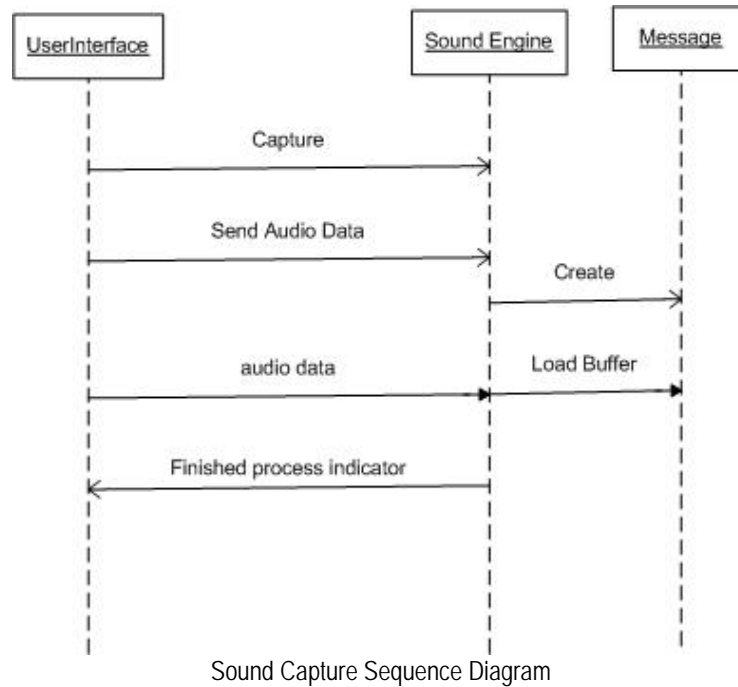 UserInterface
Sound Engine
Message
Capture
Send Audio Data
Create
audio data
Load Buffer
Finished process indicator
Sound Capture Sequence Diagram